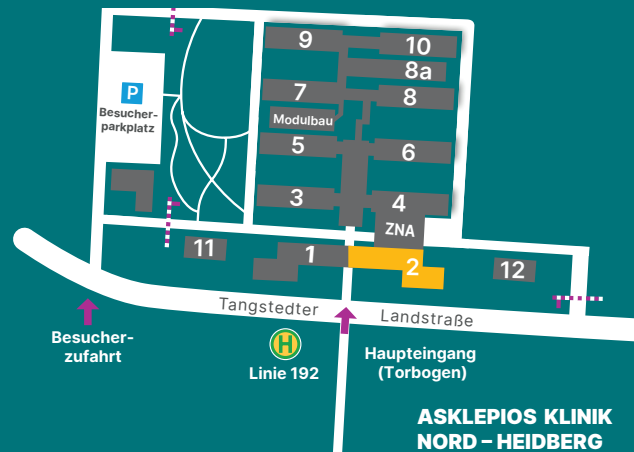 9
10
8a
7
8
P
Besucher-
parkplatz
Modulbau
5
6
3
4
ZNA
11
1
2
12
Tangstedter
Landstraße
Besucher-
zufahrt
H
Linie 192
Haupteingang
(Torbogen)
ASKLEPIOS KLINIK
NORD – HEIDBERG